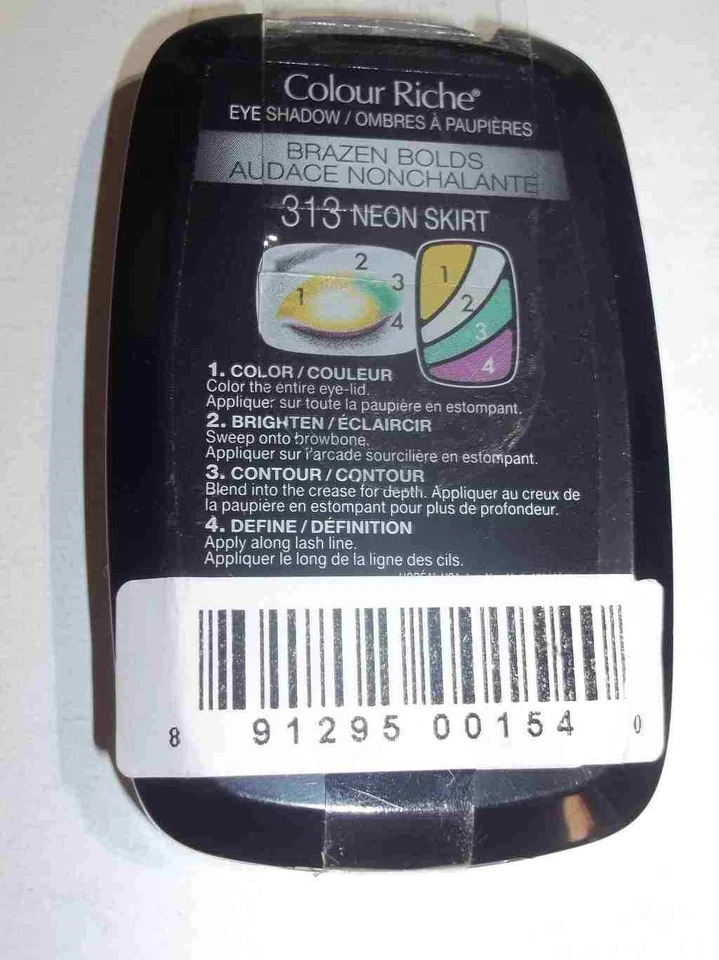 Colour Riche®
EYE SHADOW / OMBRES À PAUPIÈRES
BRAZEN BOLDS
AUDACE NONCHALANTE
313 NEON SKIRT
1 2 3 4
1 2 3 4
1. COLOR / COULEUR
Color the entire eye-lid.
Appliquer sur toute la paupière en estompant.
2. BRIGHTEN / ÉCLAIRCIR
Sweep onto browbone.
Appliquer sur l'arcade sourcilière en estompant.
3. CONTOUR / CONTOUR
Blend into the crease for depth. Appliquer au creux de
la paupière en estompant pour plus de profondeur.
4. DEFINE / DÉFINITION
Apply along lash line.
Appliquer le long de la ligne des cils.
8 91295 00154 0